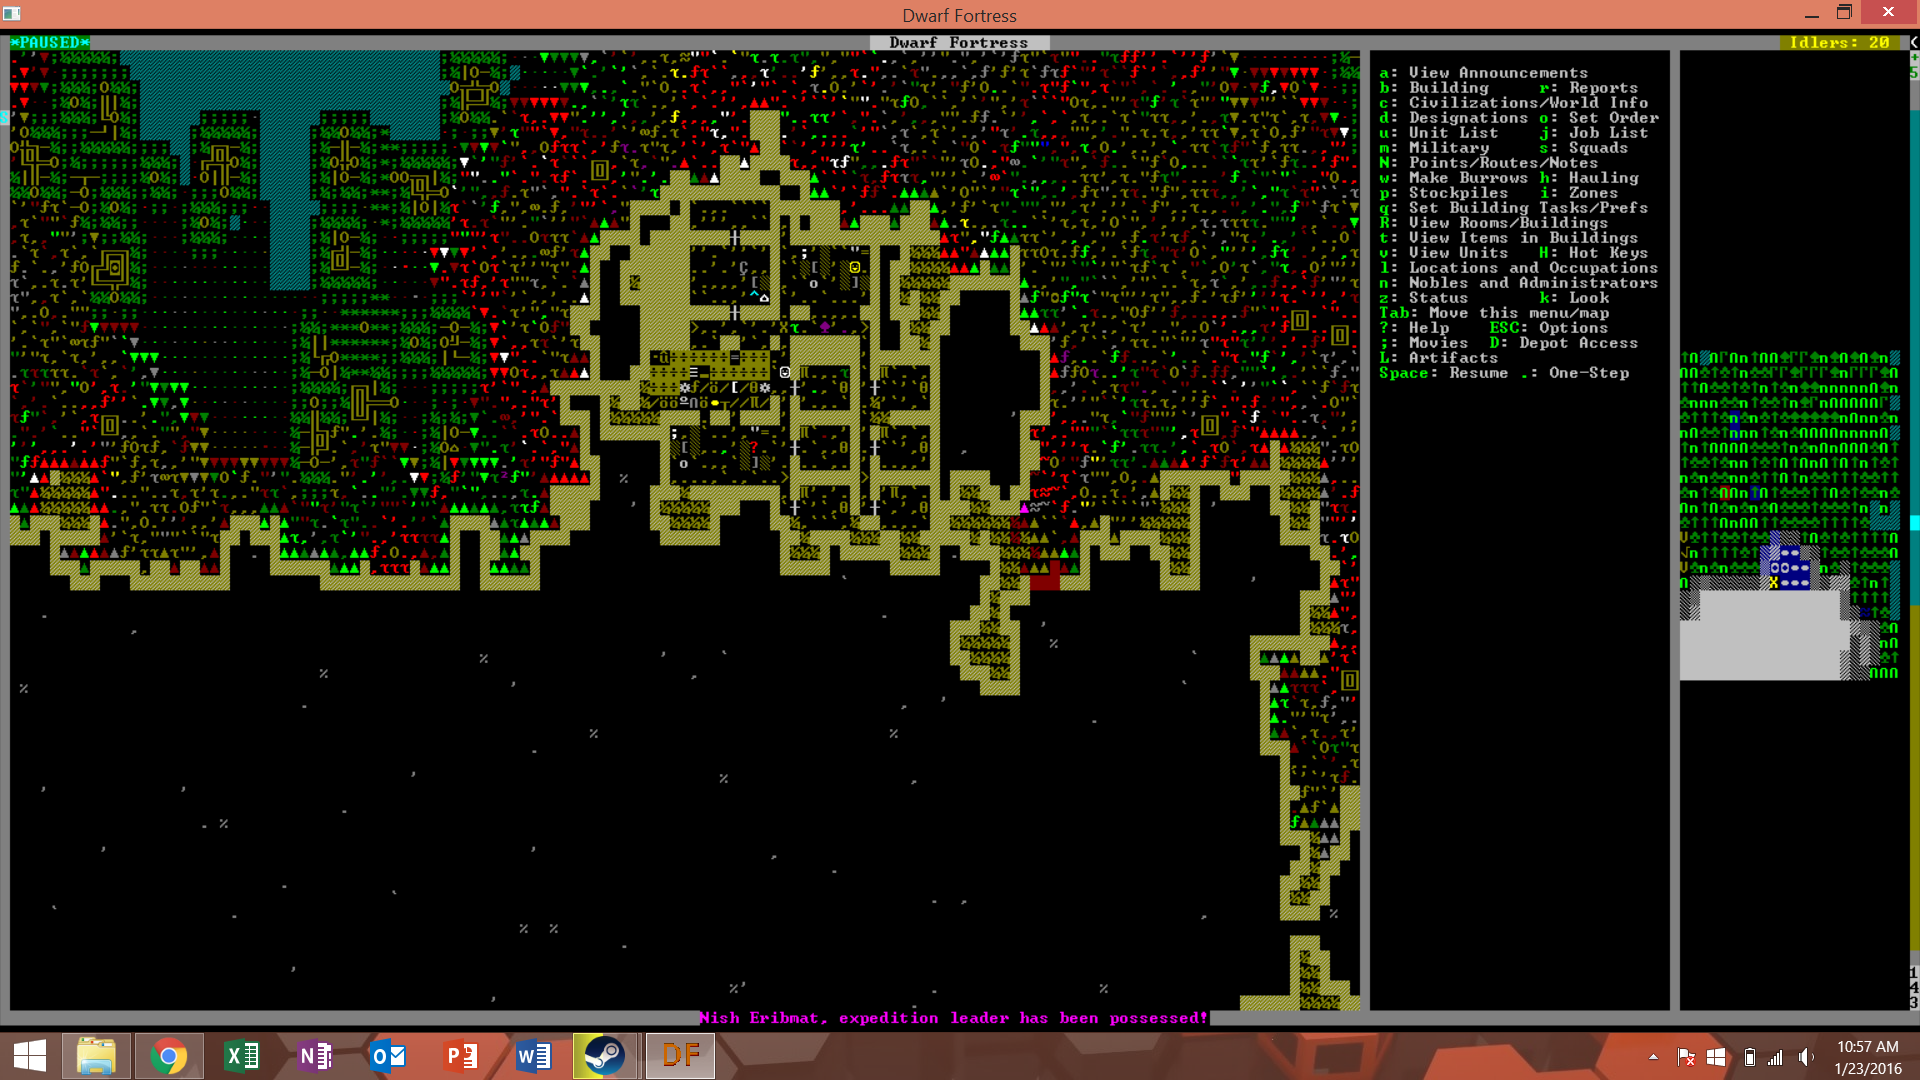 Dwarf Fortress
*PAUSED*
Dwarf Fortress
Idlers: 20
a: View Announcements
b: Building r: Reports
c: Civilizations/World Info
d: Designations o: Set Order
u: Unit List j: Job List
m: Military s: Squads
N: Points/Routes/Notes
w: Make Burrows h: Hauling
p: Stockpiles i: Zones
q: Set Building Tasks/Prefs
R: View Rooms/Buildings
t: View Items in Buildings
v: View Units H: Hot Keys
l: Locations and Occupations
n: Nobles and Administrators
z: Status k: Look
Tab: Move this menu/map
?: Help ESC: Options
;: Movies D: Depot Access
L: Artifacts
Space: Resume .: One-Step
Nish Eribmat, expedition leader has been possessed!
DF
10:57 AM
1/23/2016